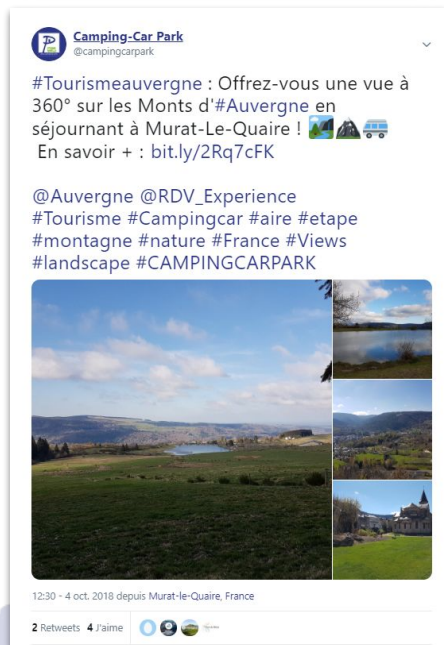 Camping-Car Park
@campingcarpark
#Tourismeauvergne : Offrez-vous une vue à
360° sur les Monts d'#Auvergne en
séjournant à Murat-Le-Quaire ! 🏞️⛰️🚐
En savoir + : bit.ly/2Rq7cFK
@Auvergne @RDV_Experience
#Tourisme #Campingcar #aire #etape
#montagne #nature #France #Views
#landscape #CAMPINGCARPARK
12:30 - 4 oct. 2018 depuis Murat-le-Quaire, France
2 Retweets 4 J'aime